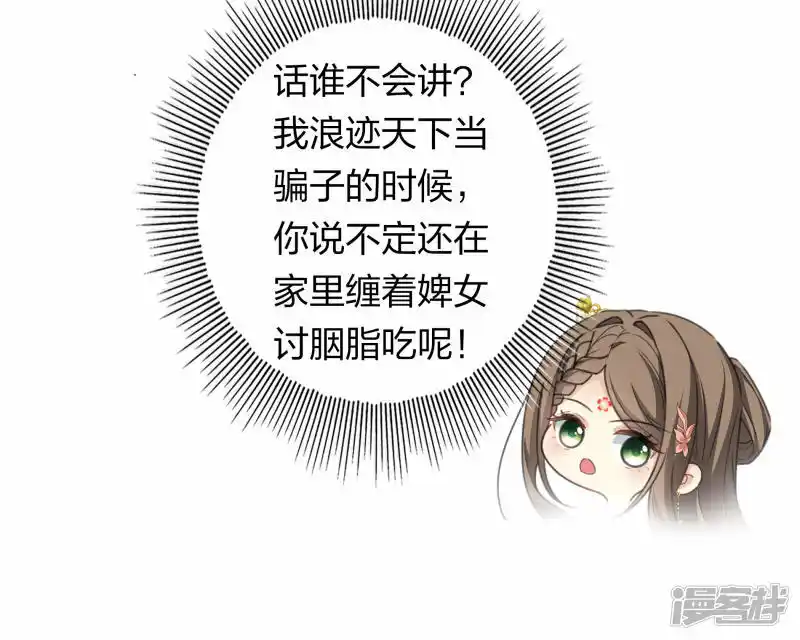 话谁不会讲？
我浪迹天下当
骗子的时候，
你说不定还在
家里缠着婢女
讨胭脂吃呢！
漫客栈